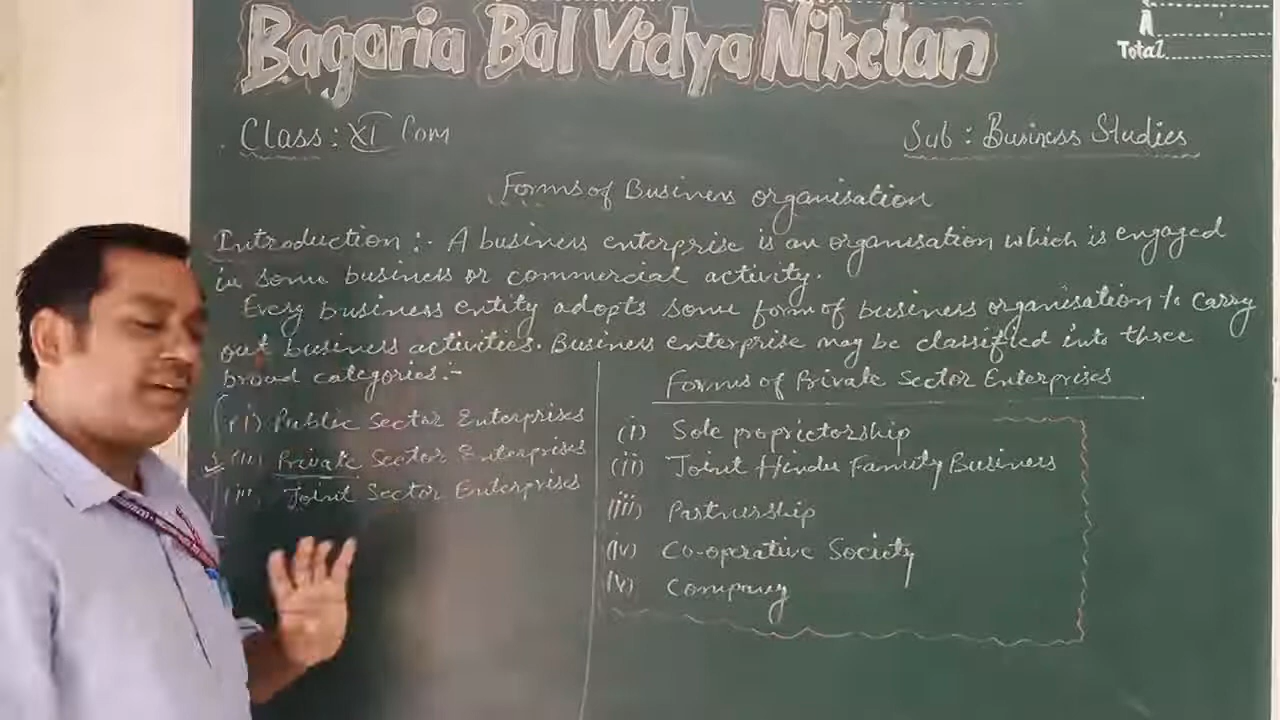 Bagaria Bal Vidya Niketan
A
Total
Class : XI Com
Sub : Business Studies
Forms of Business organisation
Introduction :- A business enterprise is an organisation which is engaged
in some business or commercial activity.
Every business entity adopts some form of business organisation to carry
out business activities. Business enterprise may be classified into three
broad categories :-
(i) Public Sector Enterprises
(ii) Private Sector Enterprises
(iii) Joint Sector Enterprises
Forms of Private Sector Enterprises
(i) Sole proprietorship
(ii) Joint Hindu Family Business
(iii) Partnership
(iv) Co-operative Society
(v) Company